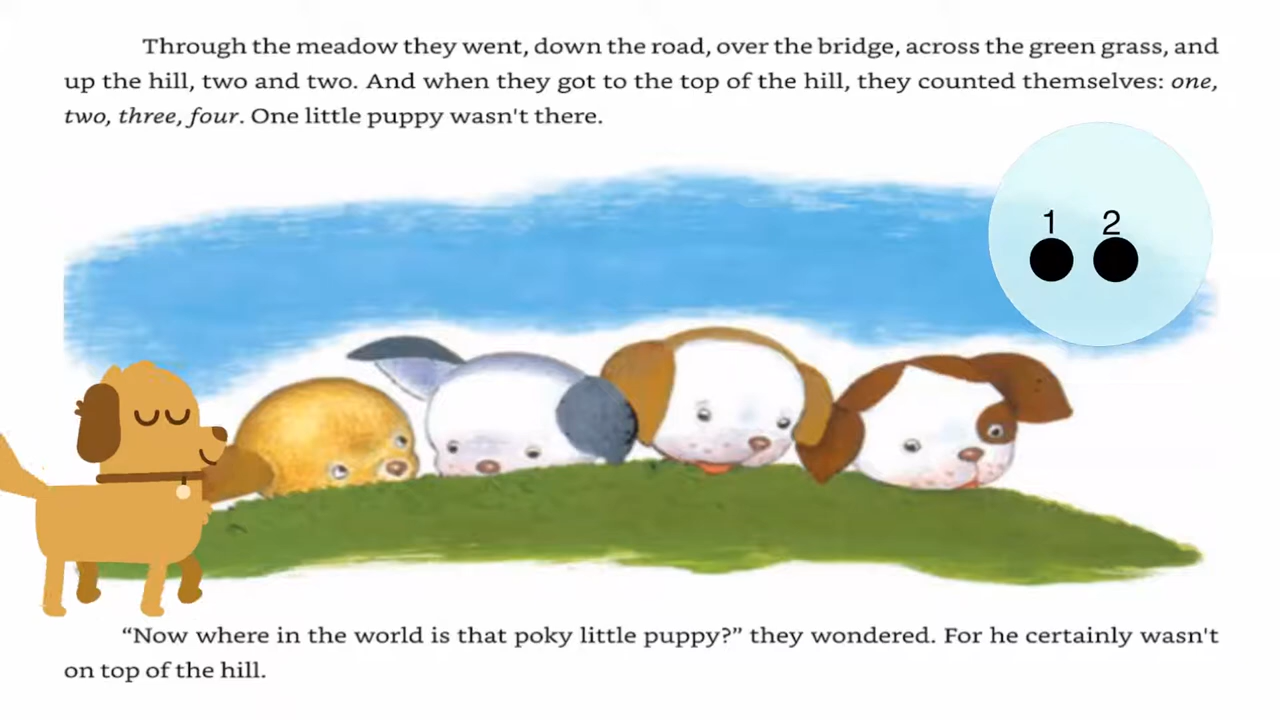 Through the meadow they went, down the road, over the bridge, across the green grass, and
up the hill, two and two. And when they got to the top of the hill, they counted themselves: one,
two, three, four. One little puppy wasn't there.
1 2
“Now where in the world is that poky little puppy?” they wondered. For he certainly wasn't
on top of the hill.